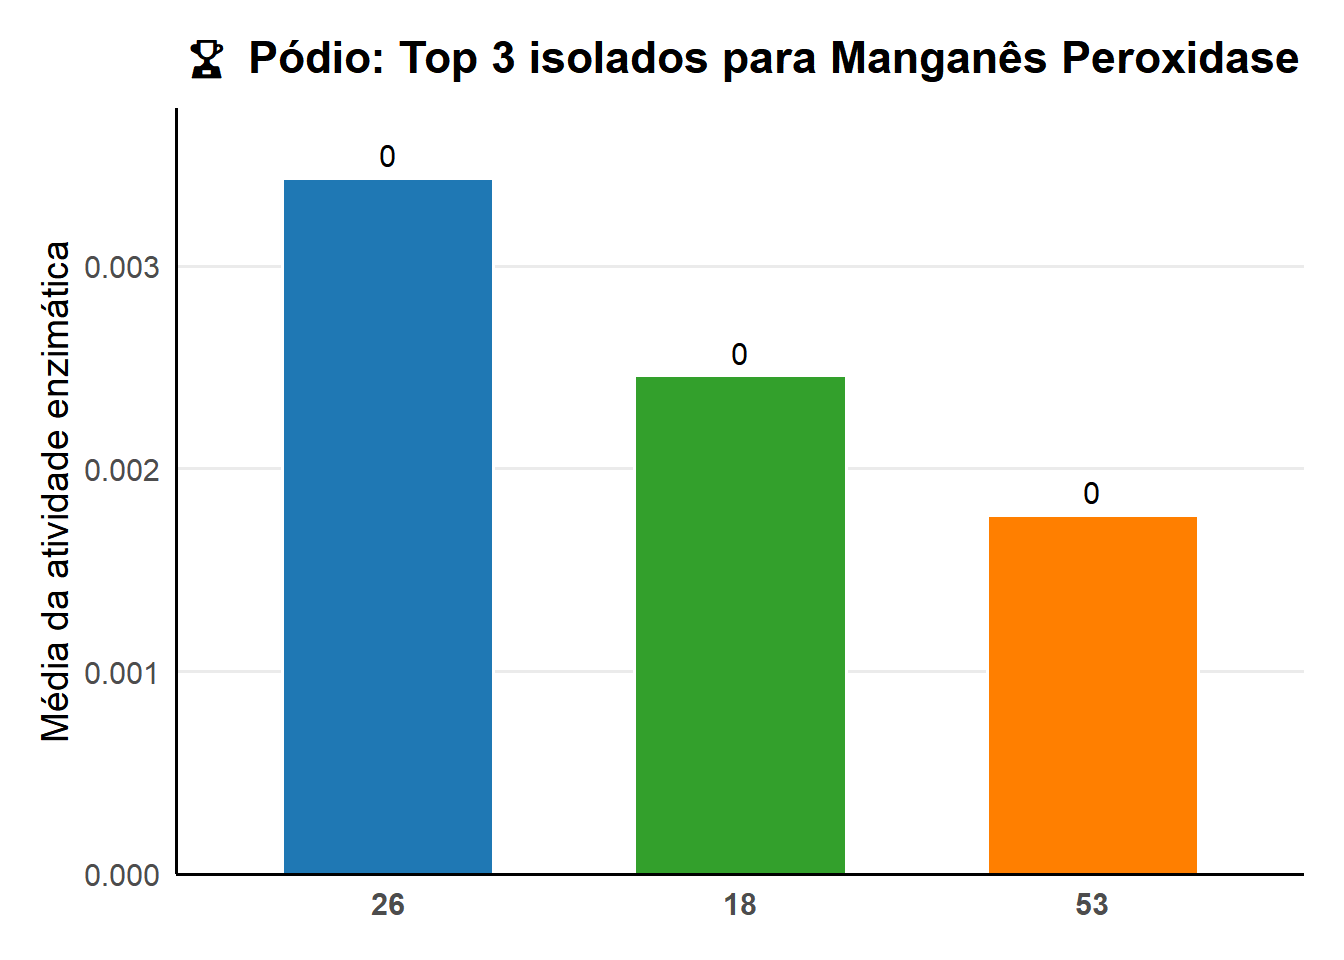 🏆 Pódio: Top 3 isolados para Manganês Peroxidase
Média da atividade enzimática
0
0.003
0
0.002
0
0.001
0.000
26 18 53